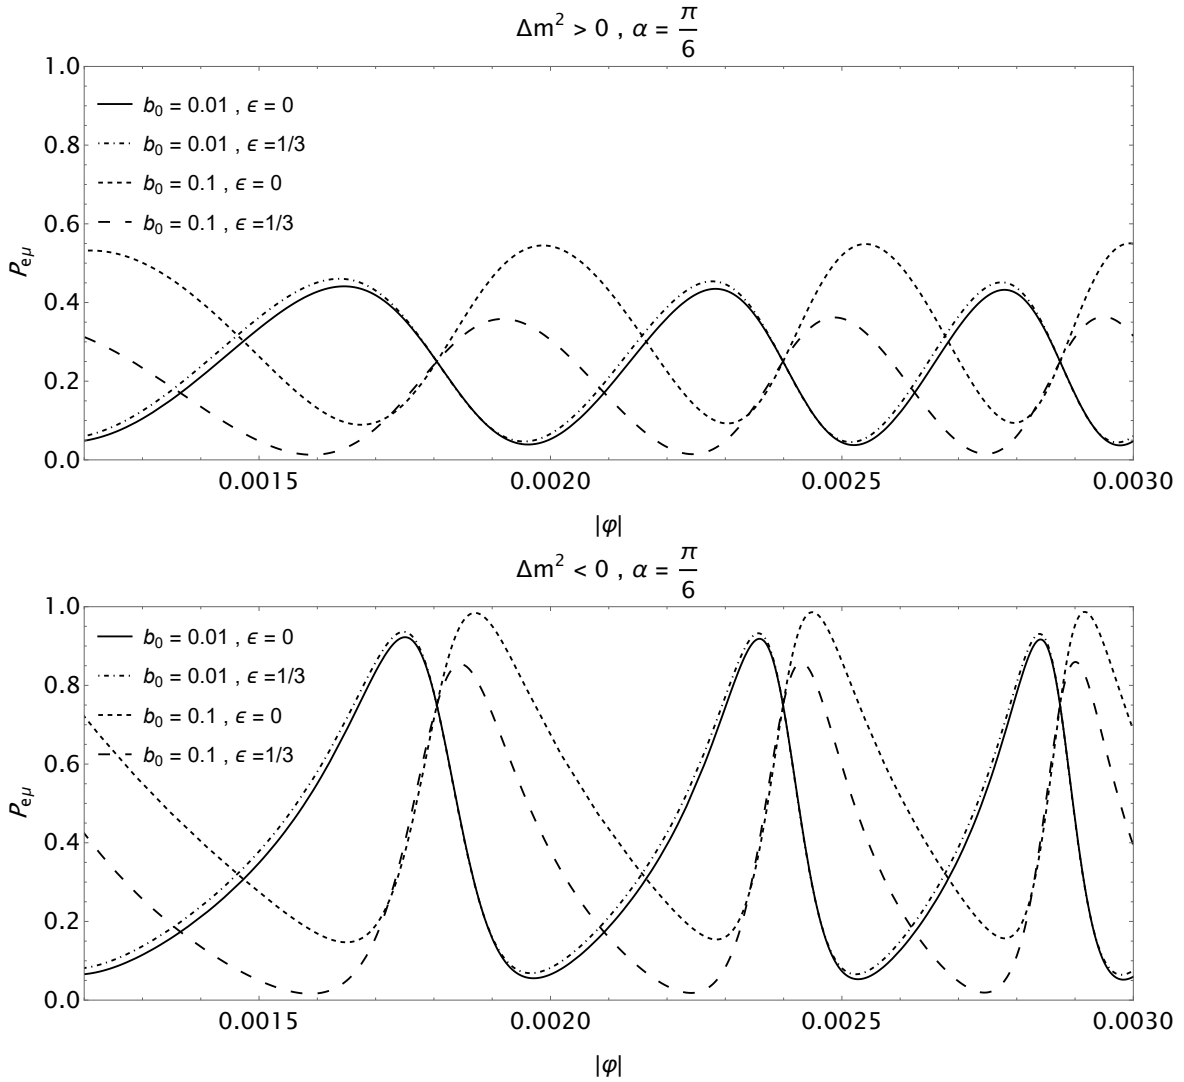 Δm² > 0 , α = π/6
1.0
b₀ = 0.01 , ϵ = 0
0.8
b₀ = 0.01 , ϵ =1/3
b₀ = 0.1 , ϵ = 0
0.6
b₀ = 0.1 , ϵ =1/3
P_eμ
0.4
0.2
0.0
0.0015 0.0020 0.0025 0.0030
|φ|
Δm² < 0 , α = π/6
1.0
b₀ = 0.01 , ϵ = 0
b₀ = 0.01 , ϵ =1/3
0.8
b₀ = 0.1 , ϵ = 0
b₀ = 0.1 , ϵ =1/3
0.6
P_eμ
0.4
0.2
0.0
0.0015 0.0020 0.0025 0.0030
|φ|